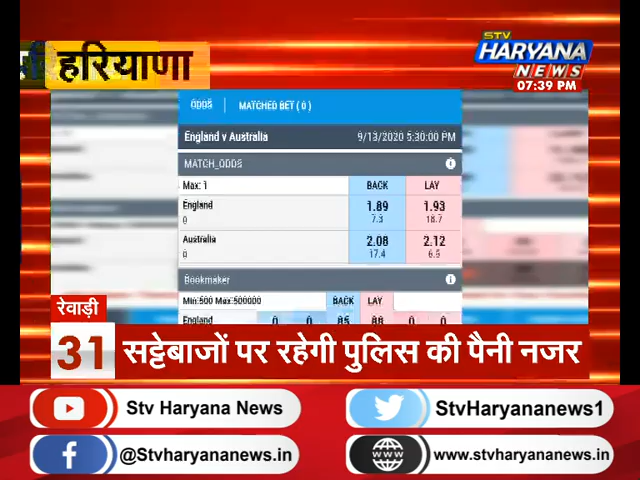 हरियाणा
STV
HARYANA
NEWS
07:39 PM
ODDS MATCHED BET ( 0 )
England v Australia 9/13/2020 5:30:00 PM
MATCH_ODDS
Max: 1 BACK LAY
England 1.89 1.93
0 7.3 18.7
Australia 2.08 2.12
0 17.4 6.5
Bookmaker
Min:500 Max:500000 BACK LAY
England 0 0 85 88 0 0
रेवाड़ी
31 सट्टेबाजों पर रहेगी पुलिस की पैनी नजर
Stv Haryana News StvHaryananews1
@Stvharyananews.in www.stvharyananews.in